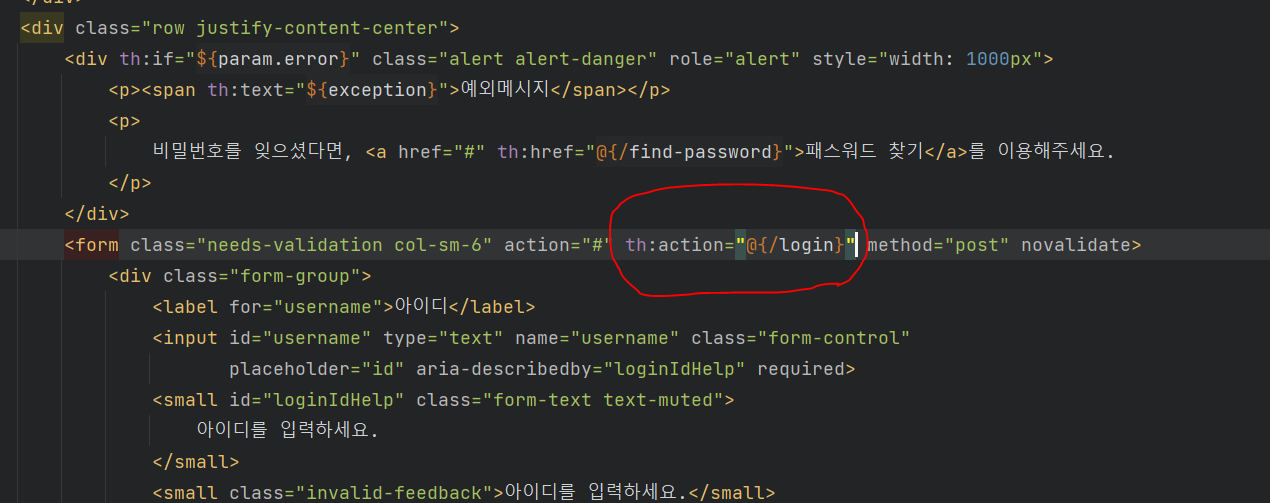 </div>
<div class="row justify-content-center">
<div th:if="${param.error}" class="alert alert-danger" role="alert" style="width: 1000px">
<p><span th:text="${exception}">예외메시지</span></p>
<p>
비밀번호를 잊으셨다면, <a href="#" th:href="@{/find-password}">패스워드 찾기</a>를 이용해주세요.
</p>
</div>
<form class="needs-validation col-sm-6" action="#" th:action="@{/login}" method="post" novalidate>
<div class="form-group">
<label for="username">아이디</label>
<input id="username" type="text" name="username" class="form-control"
placeholder="id" aria-describedby="loginIdHelp" required>
<small id="loginIdHelp" class="form-text text-muted">
아이디를 입력하세요.
</small>
<small class="invalid-feedback">아이디를 입력하세요.</small>